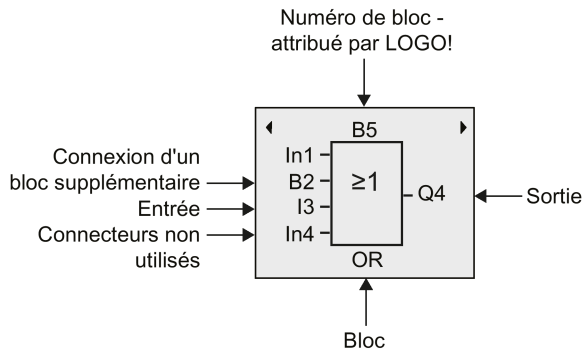 Numéro de bloc -
attribué par LOGO!
B5
Connexion d'un
bloc supplémentaire
Entrée
Connecteurs non
utilisés
In1
B2
I3
In4
≥1
Q4
Sortie
OR
Bloc